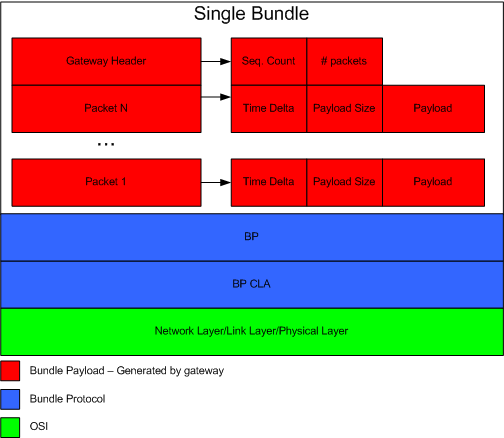 Single Bundle
Gateway Header Seq. Count # packets
Packet N Time Delta Payload Size Payload
...
Packet 1 Time Delta Payload Size Payload
BP
BP CLA
Network Layer/Link Layer/Physical Layer
Bundle Payload – Generated by gateway
Bundle Protocol
OSI